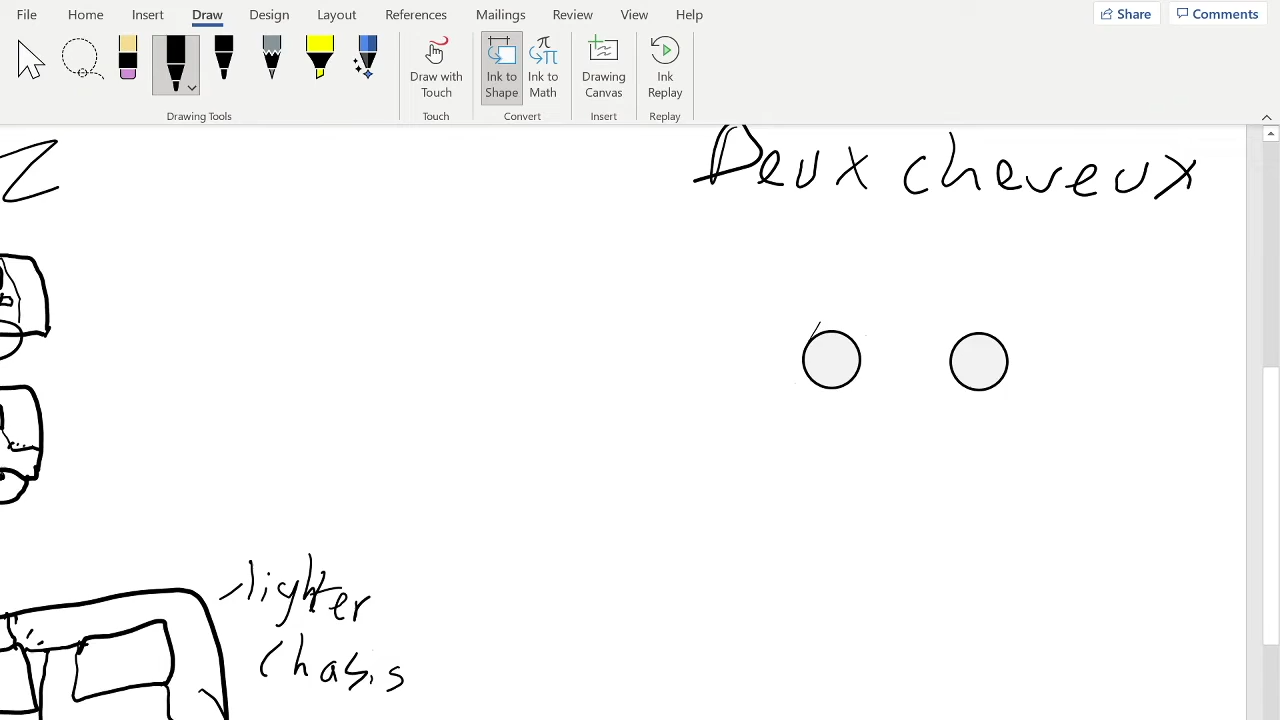 File Home Insert Draw Design Layout References Mailings Review View Help Share Comments
Draw with Touch
Ink to Shape
Ink to Math
Drawing Canvas
Ink Replay
Drawing Tools Touch Convert Insert Replay
Z Deux cheveux
lighter
chasis